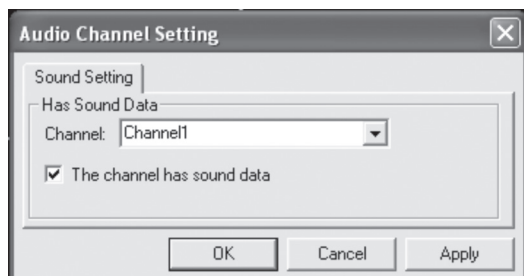 Audio Channel Setting
Sound Setting
Has Sound Data
Channel: Channel1
The channel has sound data
OK Cancel Apply